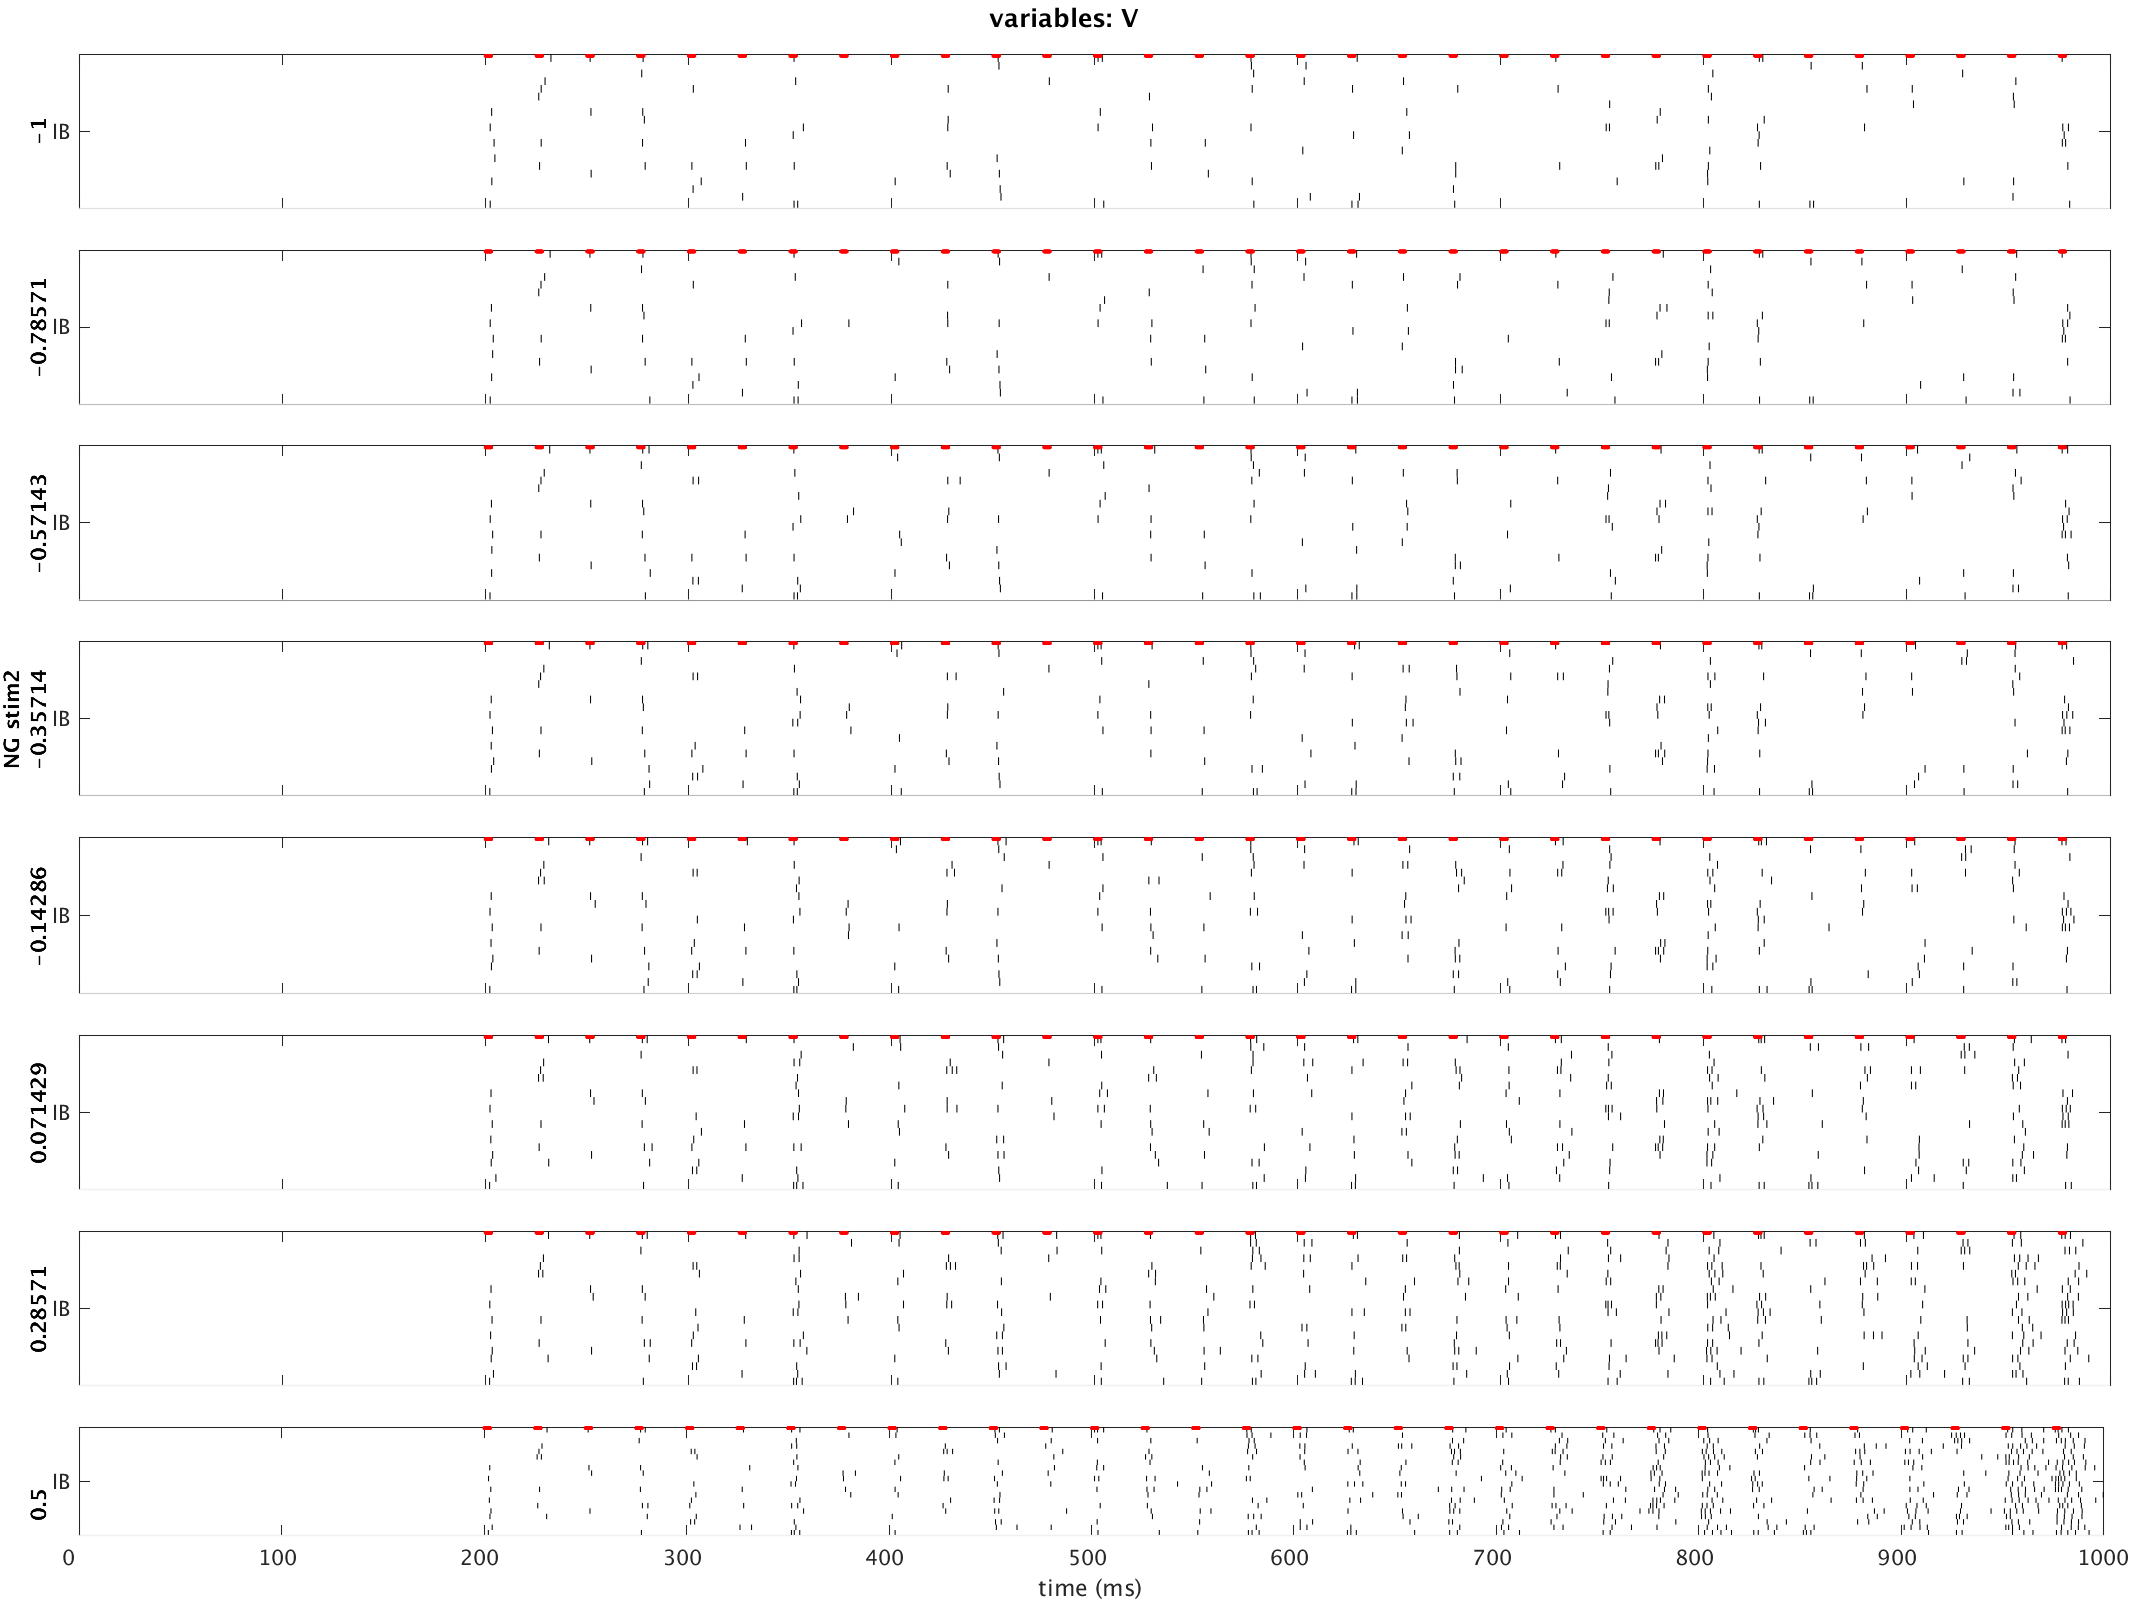 variables: V
NG stim2
−1
IB
−0.78571
IB
−0.57143
IB
−0.35714
IB
−0.14286
IB
0.071429
IB
0.28571
IB
0.5
IB
0 100 200 300 400 500 600 700 800 900 1000
time (ms)